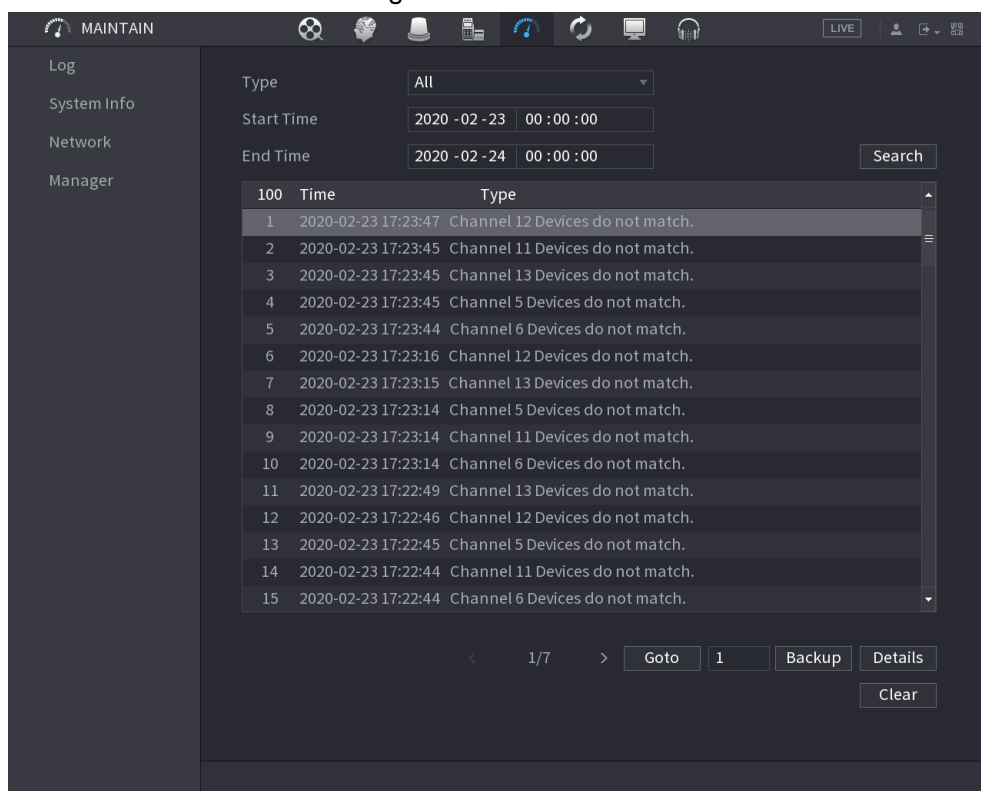 MAINTAIN LIVE
Log
System Info
Network
Manager
Type All
Start Time 2020 -02 -23 00 :00 :00
End Time 2020 -02 -24 00 :00 :00
Search
100 Time Type
1 2020-02-23 17:23:47 Channel 12 Devices do not match.
2 2020-02-23 17:23:45 Channel 11 Devices do not match.
3 2020-02-23 17:23:45 Channel 13 Devices do not match.
4 2020-02-23 17:23:45 Channel 5 Devices do not match.
5 2020-02-23 17:23:44 Channel 6 Devices do not match.
6 2020-02-23 17:23:16 Channel 12 Devices do not match.
7 2020-02-23 17:23:15 Channel 13 Devices do not match.
8 2020-02-23 17:23:14 Channel 5 Devices do not match.
9 2020-02-23 17:23:14 Channel 11 Devices do not match.
10 2020-02-23 17:23:14 Channel 6 Devices do not match.
11 2020-02-23 17:22:49 Channel 13 Devices do not match.
12 2020-02-23 17:22:46 Channel 12 Devices do not match.
13 2020-02-23 17:22:45 Channel 5 Devices do not match.
14 2020-02-23 17:22:44 Channel 11 Devices do not match.
15 2020-02-23 17:22:44 Channel 6 Devices do not match.
< 1/7 > Goto 1 Backup Details
Clear